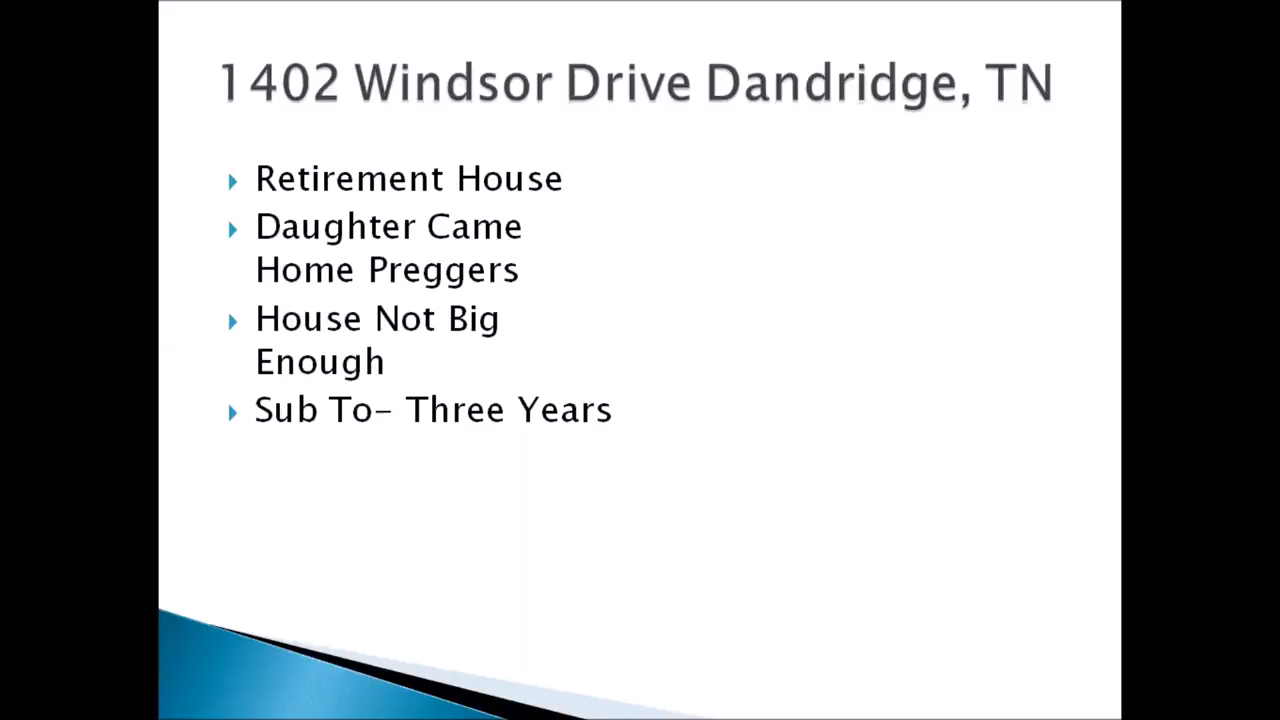 1402 Windsor Drive Dandridge, TN
Retirement House
Daughter Came
Home Preggers
House Not Big
Enough
Sub To- Three Years